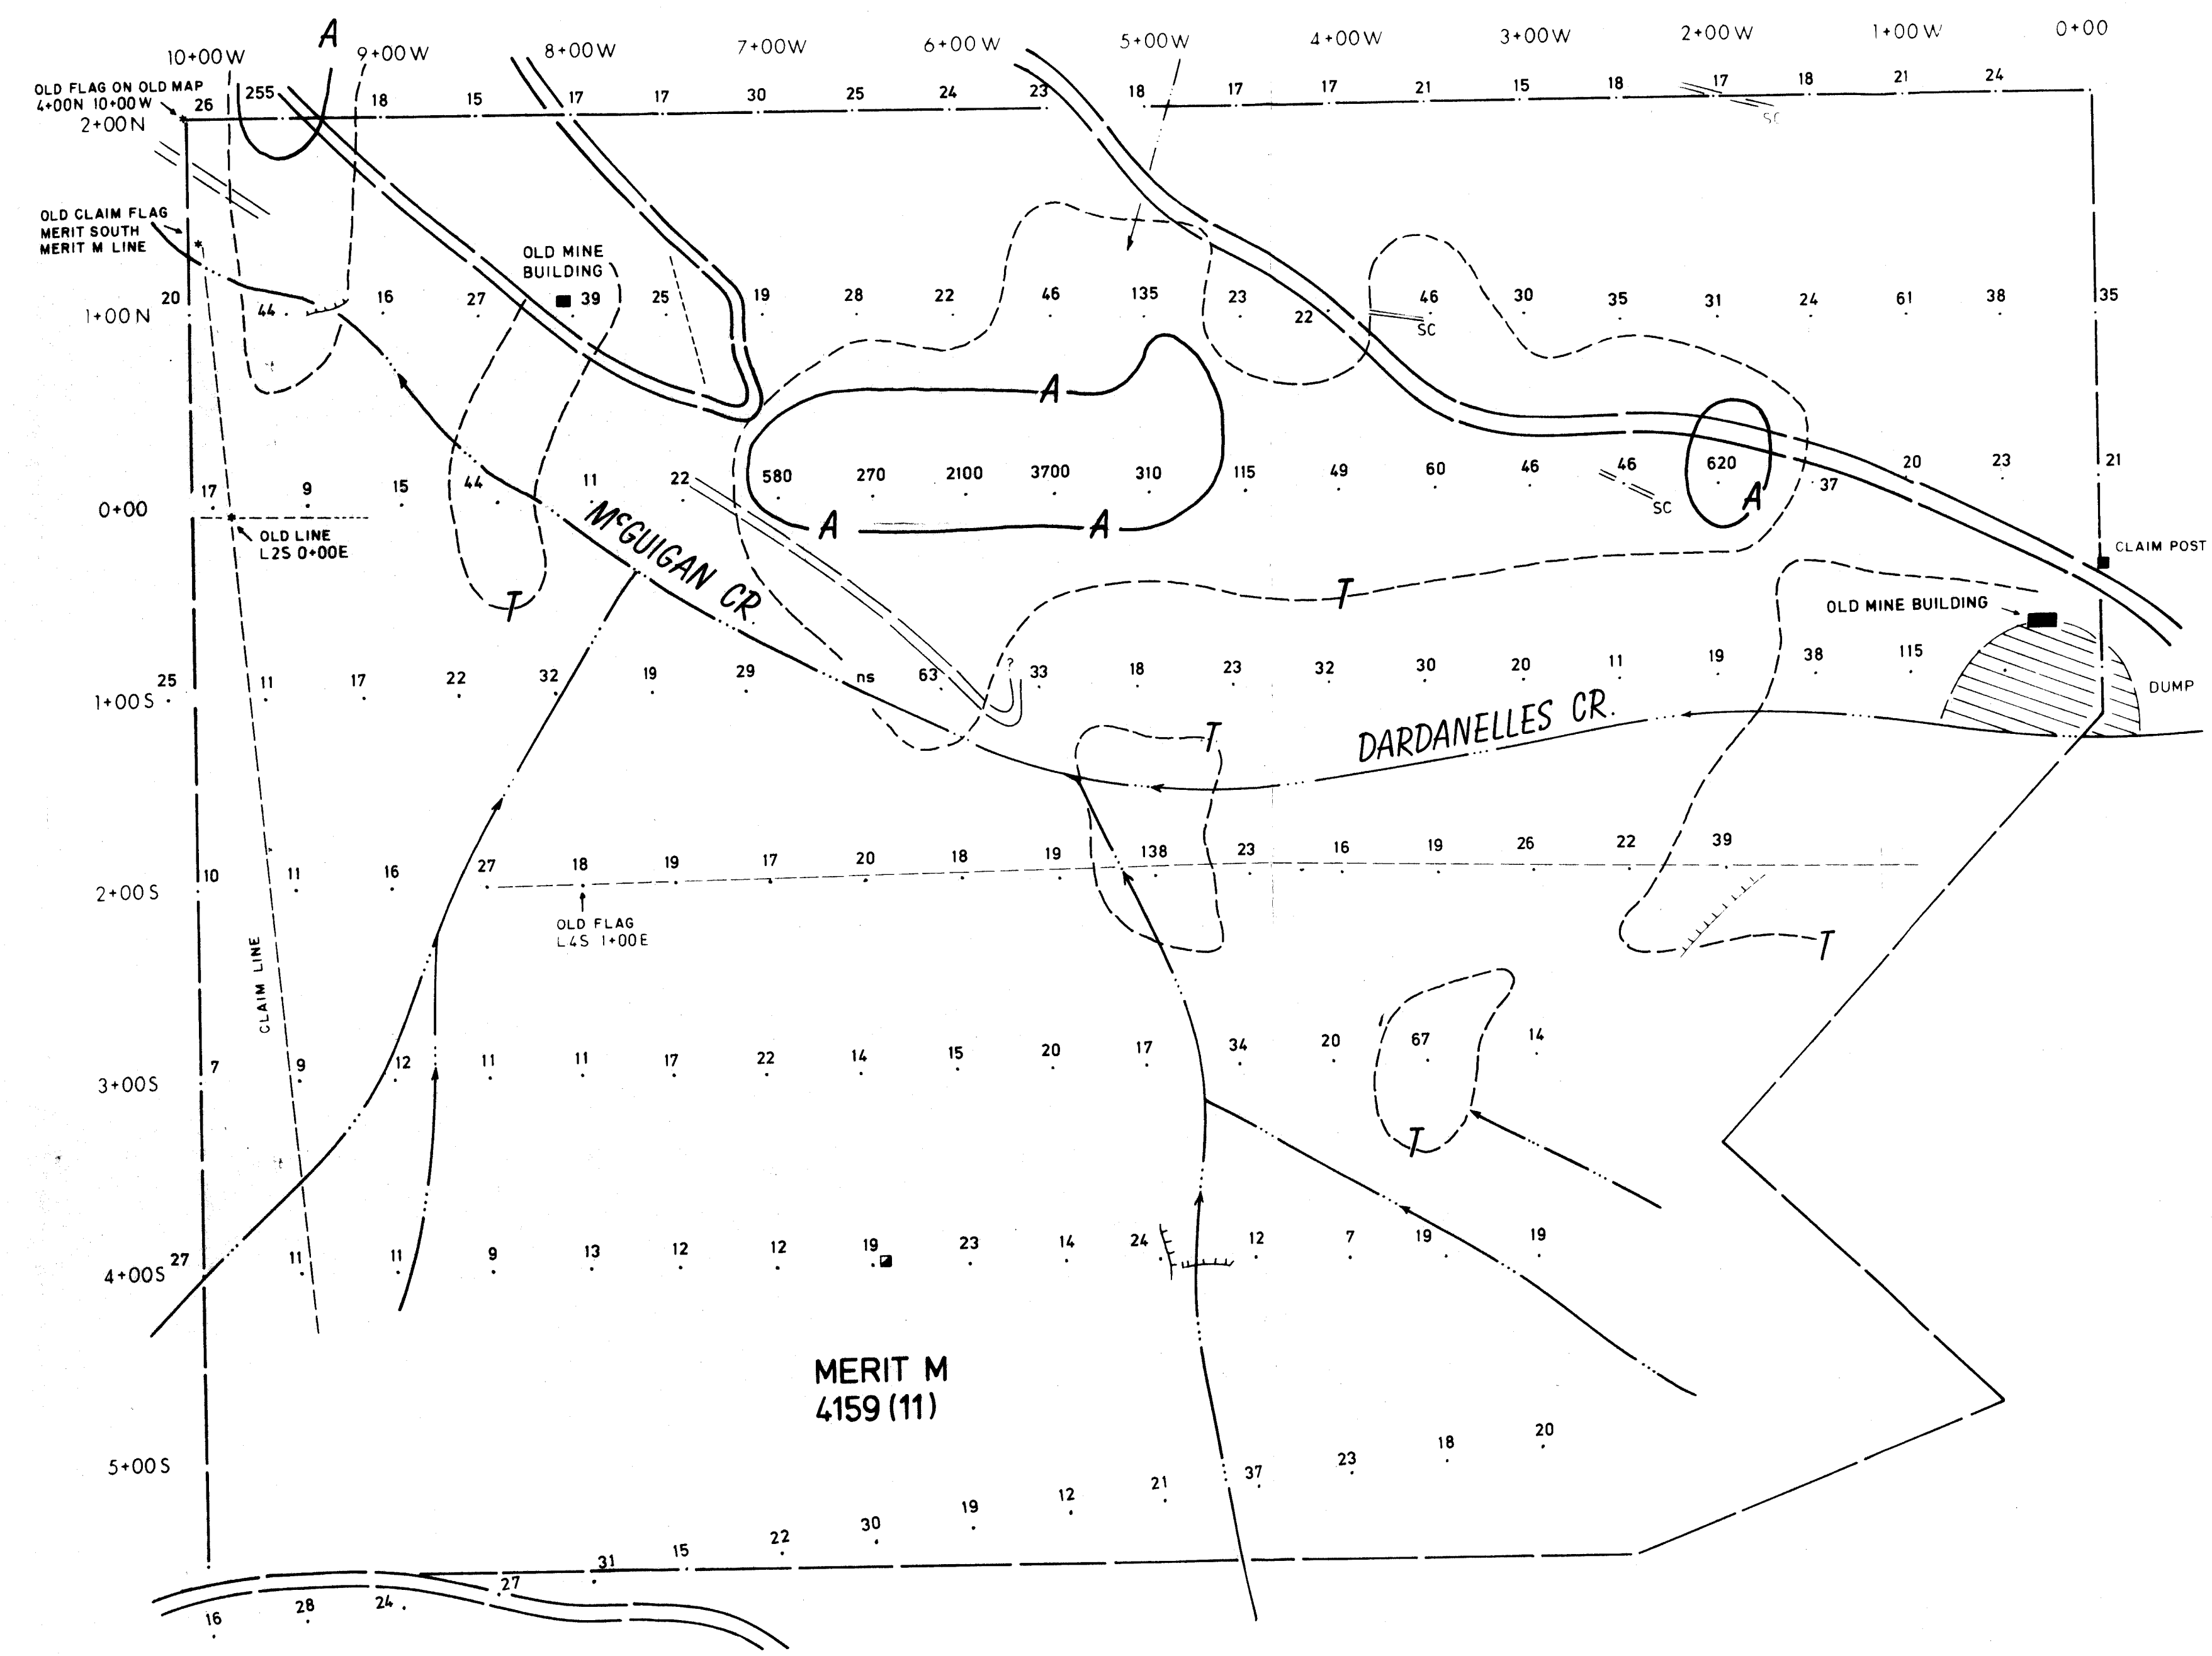 A
10+00W 9+00W 8+00W 7+00W 6+00W 5+00W 4+00W 3+00W 2+00W 1+00W 0+00
OLD FLAG ON OLD MAP
4+00N 10+00W
26 255 18 15 17 17 30 25 24 23 18 17 17 21 15 18 17 18 21 24
2+00N
SC
OLD CLAIM FLAG
MERIT SOUTH
MERIT M LINE
OLD MINE
BUILDING
20 44 16 27 39 25 19 28 22 46 135 23 22 46 30 35 31 24 61 38 35
1+00N
SC
A
17 9 15 44 11 22 580 270 2100 3700 310 115 49 60 46 46 620 37 20 23 21
0+00
A A A
SC
OLD LINE
L2S 0+00E
McGUIGAN CR.
CLAIM POST
T T
OLD MINE BUILDING
25 11 17 22 32 19 29 ns 63 ? 33 18 23 32 30 20 11 19 38 115
1+00S
DUMP
DARDANELLES CR.
T
10 11 16 27 18 19 17 20 18 19 138 23 16 19 26 22 39
2+00S
OLD FLAG
L4S 1+00E
T
CLAIM LINE
7 9 12 11 11 17 22 14 15 20 17 34 20 67 14
3+00S
T
27 11 11 9 13 12 12 19 23 14 24 12 7 19 19
4+00S
MERIT M
4159 (11)
5+00S
16 28 24 27 31 15 22 30 19 12 21 37 23 18 20